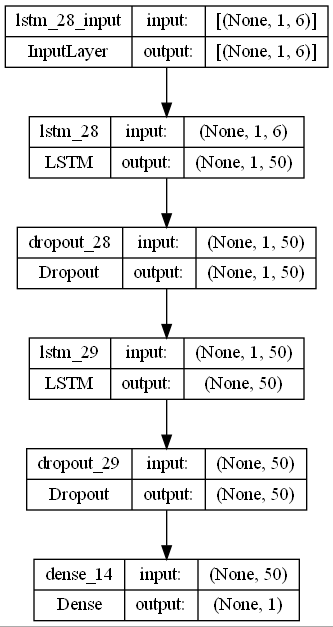 lstm_28_input input: [(None, 1, 6)]
InputLayer output: [(None, 1, 6)]
lstm_28 input: (None, 1, 6)
LSTM output: (None, 1, 50)
dropout_28 input: (None, 1, 50)
Dropout output: (None, 1, 50)
lstm_29 input: (None, 1, 50)
LSTM output: (None, 50)
dropout_29 input: (None, 50)
Dropout output: (None, 50)
dense_14 input: (None, 50)
Dense output: (None, 1)